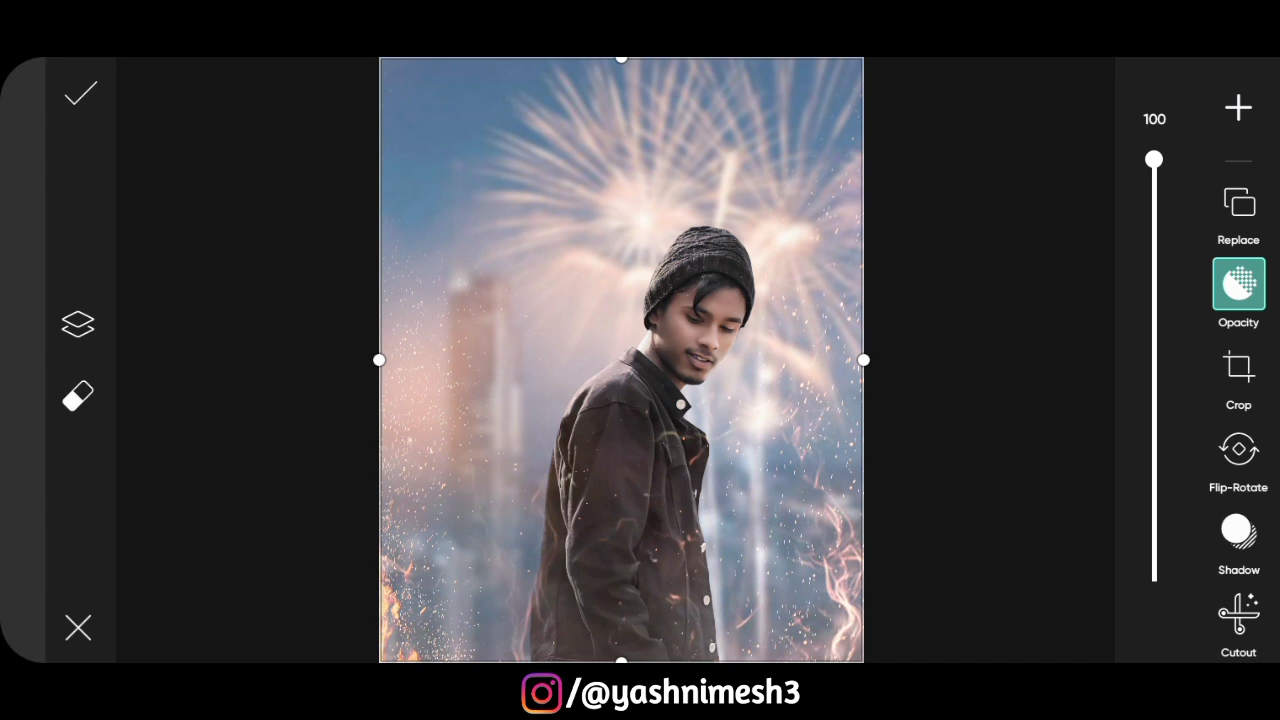 100
Replace
Opacity
Crop
Flip-Rotate
Shadow
Cutout
/@yashnimesh3